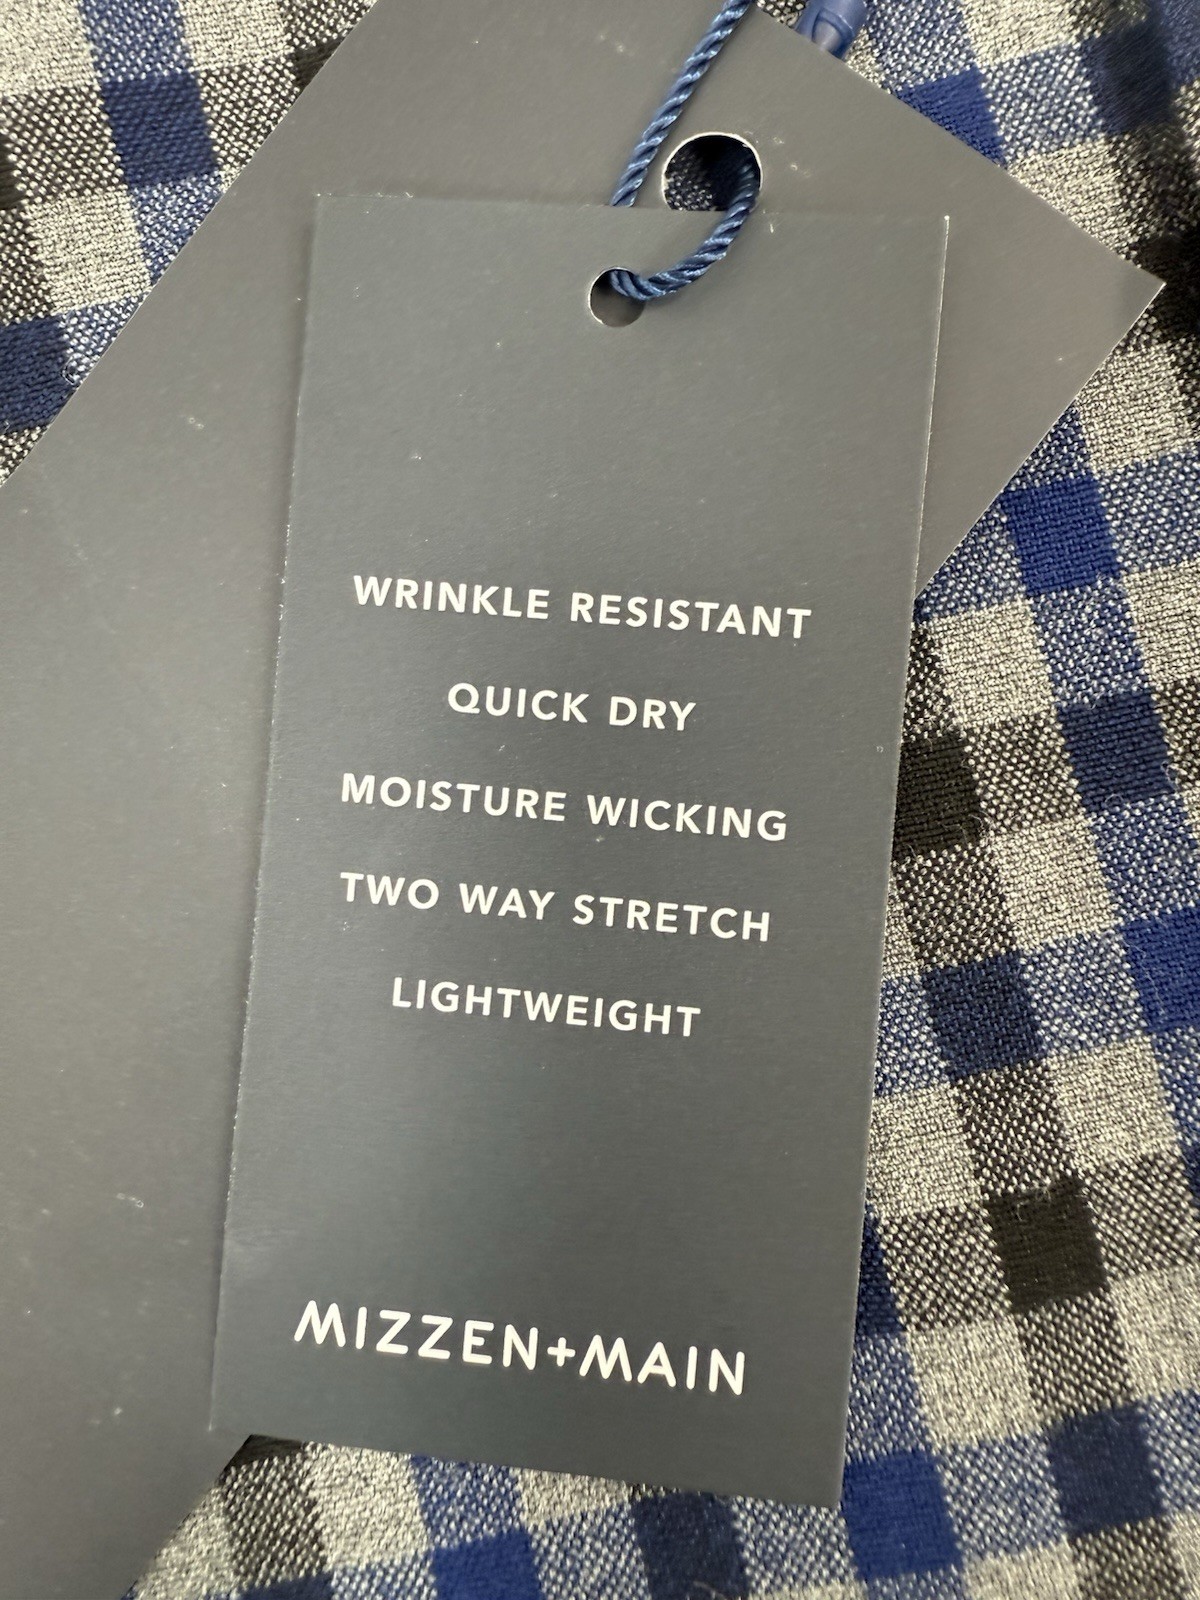 WRINKLE RESISTANT
QUICK DRY
MOISTURE WICKING
TWO WAY STRETCH
LIGHTWEIGHT
MIZZEN+MAIN